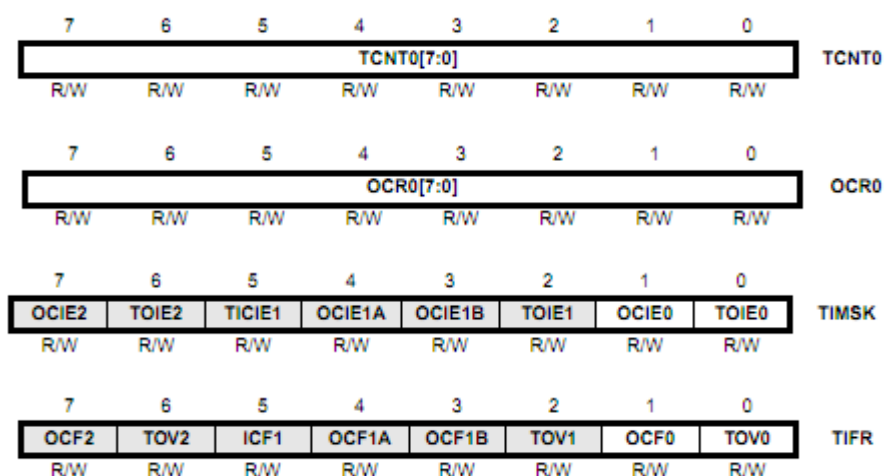 7 6 5 4 3 2 1 0
TCNT0[7:0] TCNT0
R/W R/W R/W R/W R/W R/W R/W R/W
7 6 5 4 3 2 1 0
OCR0[7:0] OCR0
R/W R/W R/W R/W R/W R/W R/W R/W
7 6 5 4 3 2 1 0
OCIE2 TOIE2 TICIE1 OCIE1A OCIE1B TOIE1 OCIE0 TOIE0 TIMSK
R/W R/W R/W R/W R/W R/W R/W R/W
7 6 5 4 3 2 1 0
OCF2 TOV2 ICF1 OCF1A OCF1B TOV1 OCF0 TOV0 TIFR
R/W R/W R/W R/W R/W R/W R/W R/W